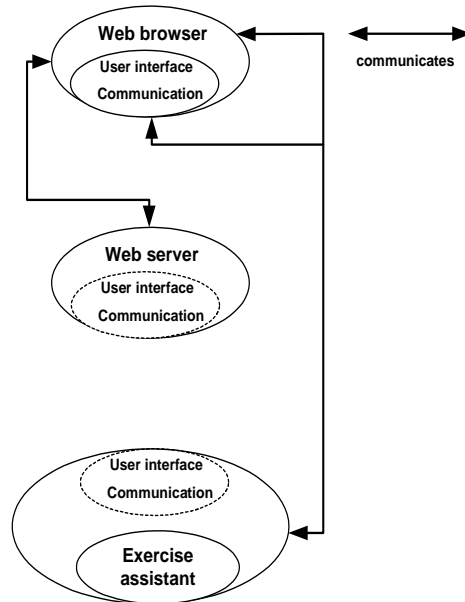 Web browser
User interface
Communication
communicates
Web server
User interface
Communication
User interface
Communication
Exercise
assistant